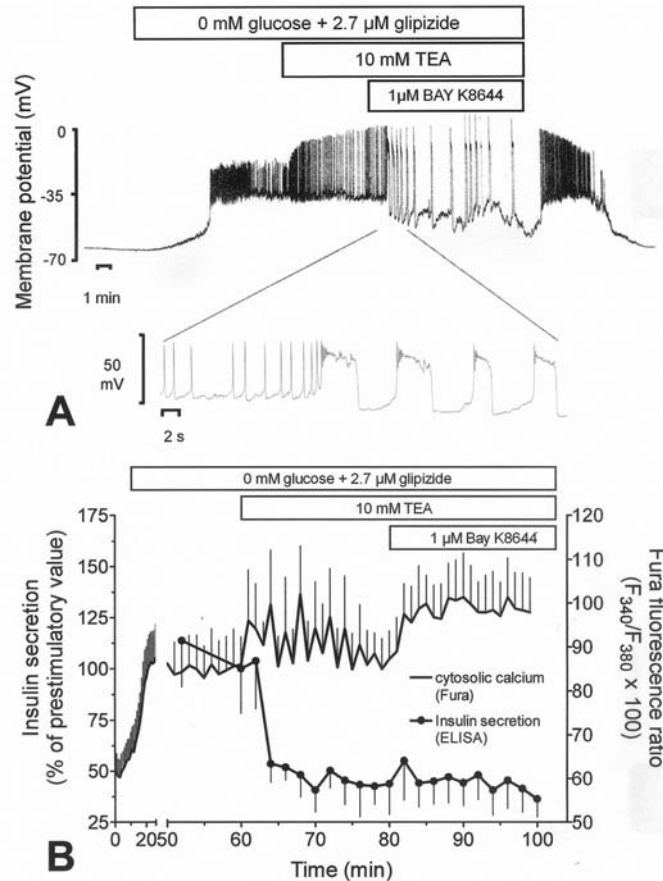 0 mM glucose + 2.7 µM glipizide
10 mM TEA
1µM BAY K8644
Membrane potential (mV)
0
-35
-70
1 min
50
mV
2 s
A
0 mM glucose + 2.7 µM glipizide
10 mM TEA
1 µM Bay K8644
Insulin secretion
(% of prestimulatory value)
175
150
125
100
75
50
25
120
110
100
90
80
70
60
50
Fura fluorescence ratio
(F340/F380 x 100)
cytosolic calcium
(Fura)
Insulin secretion
(ELISA)
0 20 50 60 70 80 90 100
Time (min)
B